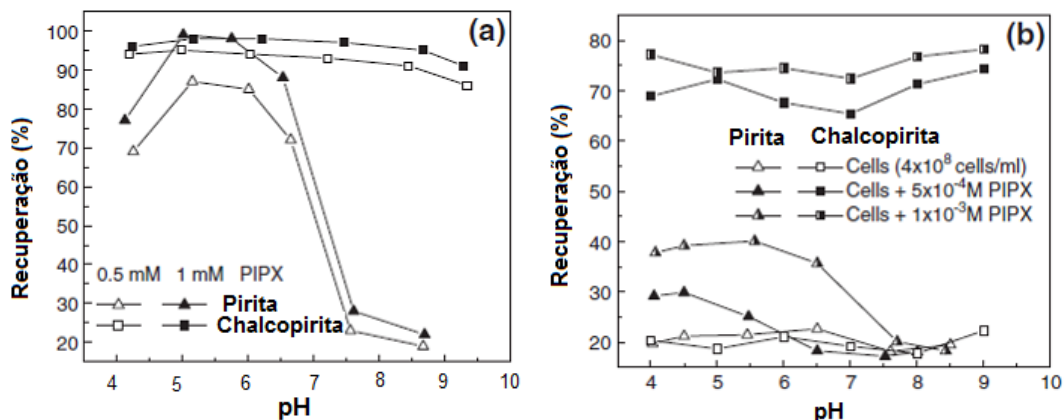 (a)
Recuperação (%)
100
90
80
70
60
50
40
30
20
0.5 mM 1 mM PIPX
Pirita
Chalcopirita
4 5 6 7 8 9 10
pH
(b)
Recuperação (%)
80
70
60
50
40
30
20
Pirita Chalcopirita
Cells (4x10⁸ cells/ml)
Cells + 5x10⁻⁴M PIPX
Cells + 1x10⁻³M PIPX
4 5 6 7 8 9 10
pH